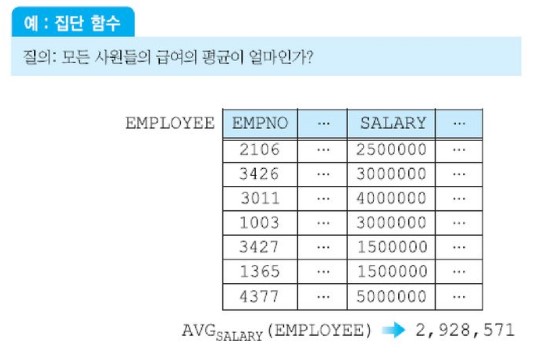 예 : 집단 함수
질의: 모든 사원들의 급여의 평균이 얼마인가?
EMPLOYEE EMPNO ... SALARY ...
2106 ... 2500000 ...
3426 ... 3000000 ...
3011 ... 4000000 ...
1003 ... 3000000 ...
3427 ... 1500000 ...
1365 ... 1500000 ...
4377 ... 5000000 ...
AVG SALARY (EMPLOYEE) ➡ 2,928,571